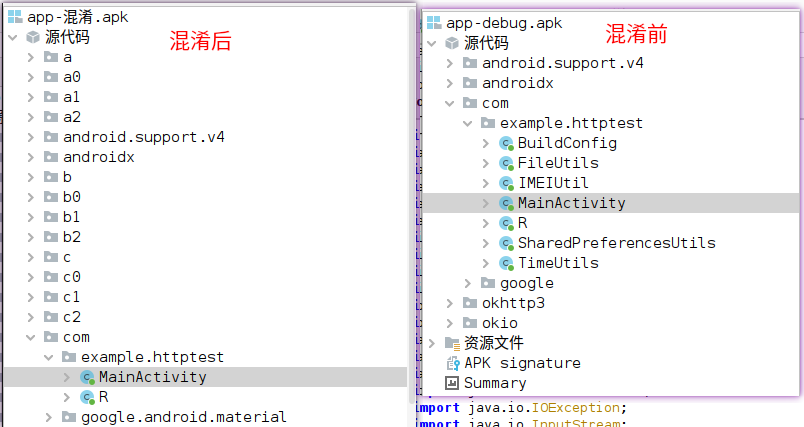 app-混淆.apk
混淆后
源代码
a
a0
a1
a2
android.support.v4
androidx
b
b0
b1
b2
c
c0
c1
c2
com
example.httptest
MainActivity
R
google.android.material
app-debug.apk
混淆前
源代码
android.support.v4
androidx
com
example.httptest
BuildConfig
FileUtils
IMEIUtil
MainActivity
R
SharedPreferencesUtils
TimeUtils
google
okhttp3
okio
资源文件
APK signature
Summary
import java.io.IOException;
import java.io.InputStream;